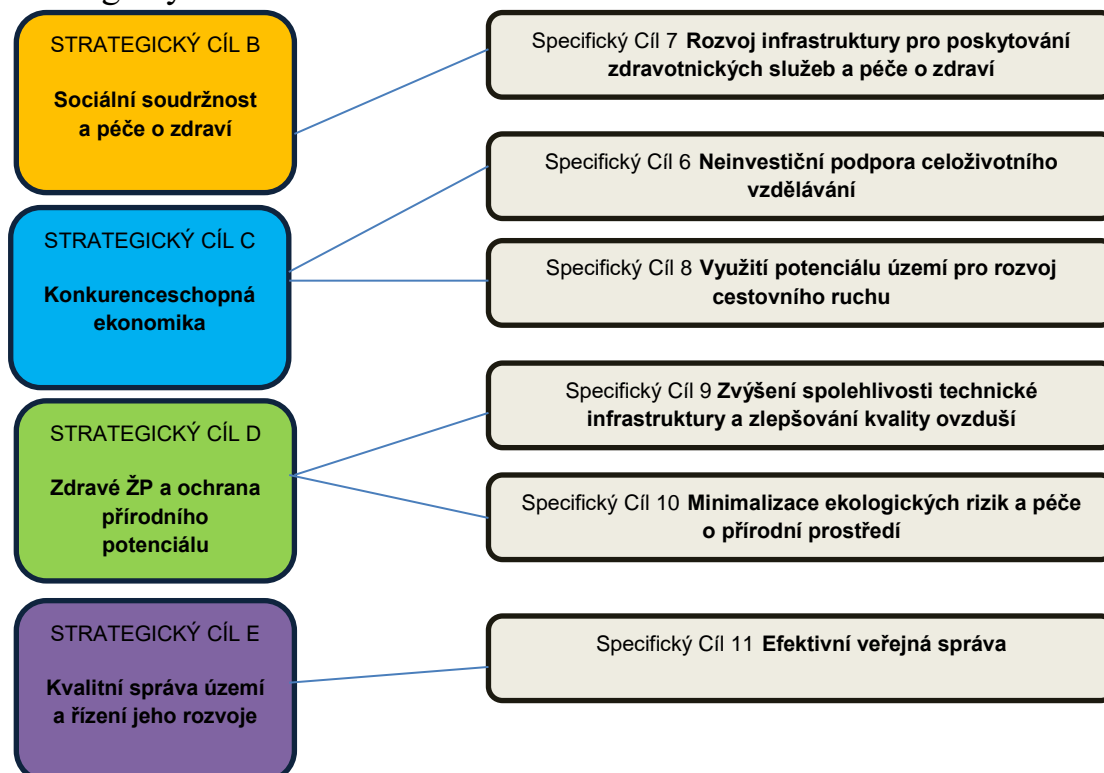 STRATEGICKÝ CÍL B
Sociální soudržnost
a péče o zdraví
Specifický Cíl 7 Rozvoj infrastruktury pro poskytování
zdravotnických služeb a péče o zdraví
STRATEGICKÝ CÍL C
Konkurenceschopná
ekonomika
Specifický Cíl 6 Neinvestiční podpora celoživotního
vzdělávání
Specifický Cíl 8 Využití potenciálu území pro rozvoj
cestovního ruchu
STRATEGICKÝ CÍL D
Zdravé ŽP a ochrana
přírodního
potenciálu
Specifický Cíl 9 Zvýšení spolehlivosti technické
infrastruktury a zlepšování kvality ovzduší
Specifický Cíl 10 Minimalizace ekologických rizik a péče
o přírodní prostředí
STRATEGICKÝ CÍL E
Kvalitní správa území
a řízení jeho rozvoje
Specifický Cíl 11 Efektivní veřejná správa